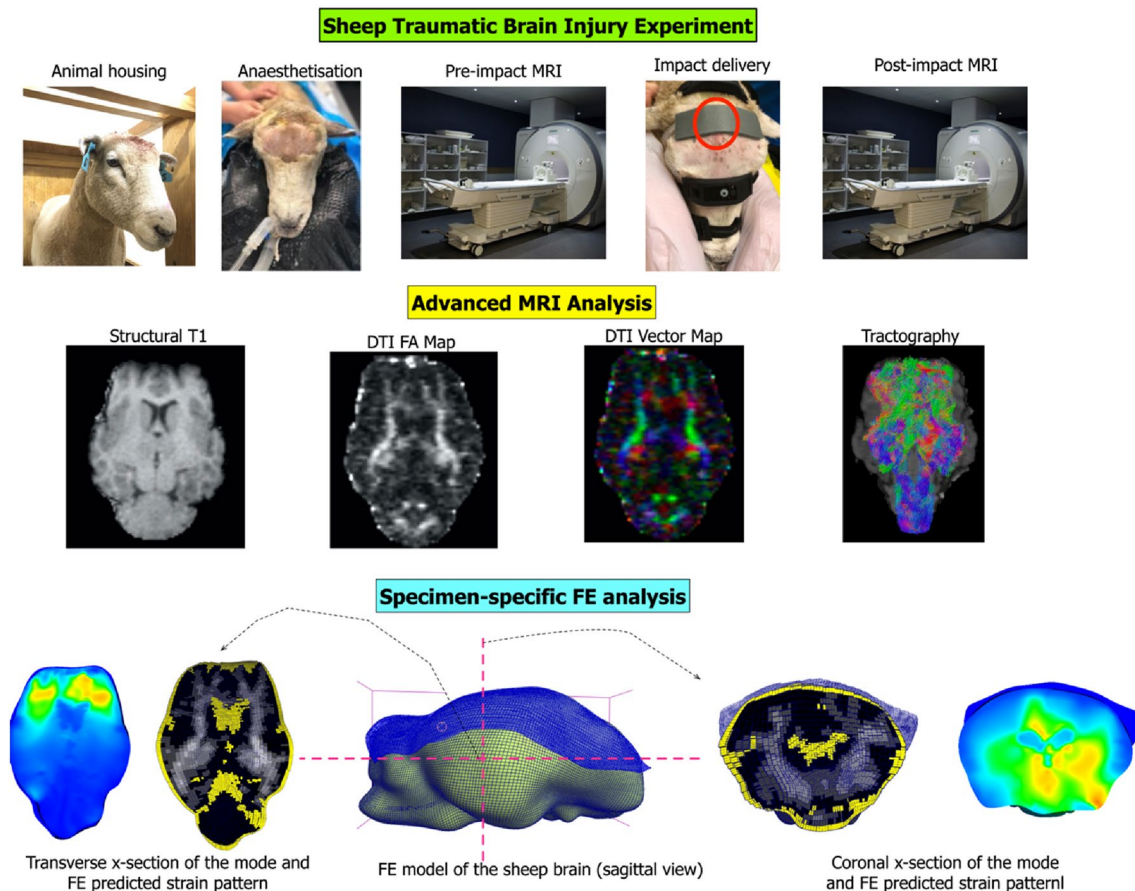 Sheep Traumatic Brain Injury Experiment
Animal housing
Anaesthetisation
Pre-impact MRI
Impact delivery
Post-impact MRI
Advanced MRI Analysis
Structural T1
DTI FA Map
DTI Vector Map
Tractography
Specimen-specific FE analysis
Transverse x-section of the mode and
FE predicted strain pattern
FE model of the sheep brain (sagittal view)
Coronal x-section of the mode
and FE predicted strain patternl